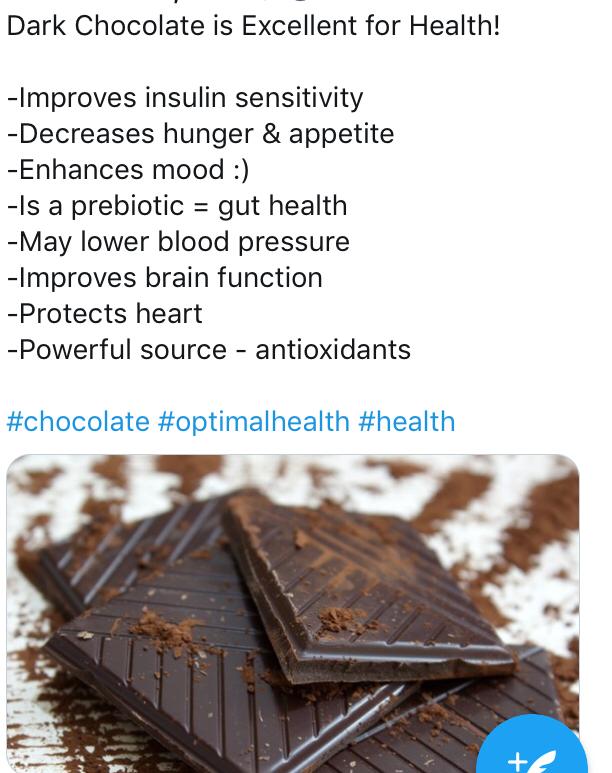 Dark Chocolate is Excellent for Health!
-Improves insulin sensitivity
-Decreases hunger & appetite
-Enhances mood :)
-Is a prebiotic = gut health
-May lower blood pressure
-Improves brain function
-Protects heart
-Powerful source - antioxidants
#chocolate #optimalhealth #health